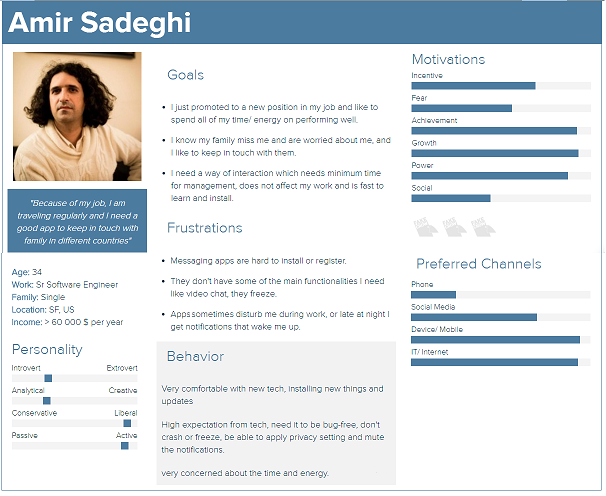 Amir Sadeghi
"Because of my job, I am
traveling regularly and I need a
good app to keep in touch with
family in different countries"
Age: 34
Work: Sr Software Engineer
Family: Single
Location: SF, US
Income: > 60 000 $ per year
Personality
Introvert Extrovert
Analytical Creative
Conservative Liberal
Passive Active
Goals
• I just promoted to a new position in my job and like to
spend all of my time/ energy on performing well.
• I know my family miss me and are worried about me, and
I like to keep in touch with them.
• I need a way of interaction which needs minimum time
for management, does not affect my work and is fast to
learn and install.
Frustrations
• Messaging apps are hard to install or register.
• They don't have some of the main functionalities I need
like video chat, they freeze.
• Apps sometimes disturb me during work, or late at night I
get notifications that wake me up.
Behavior
Very comfortable with new tech, installing new things and
updates
High expectation from tech, need it to be bug-free, don't
crash or freeze, be able to apply privacy setting and mute
the notifications.
very concerned about the time and energy.
Motivations
Incentive
Fear
Achievement
Growth
Power
Social
Preferred Channels
Phone
Social Media
Device/ Mobile
IT/ Internet